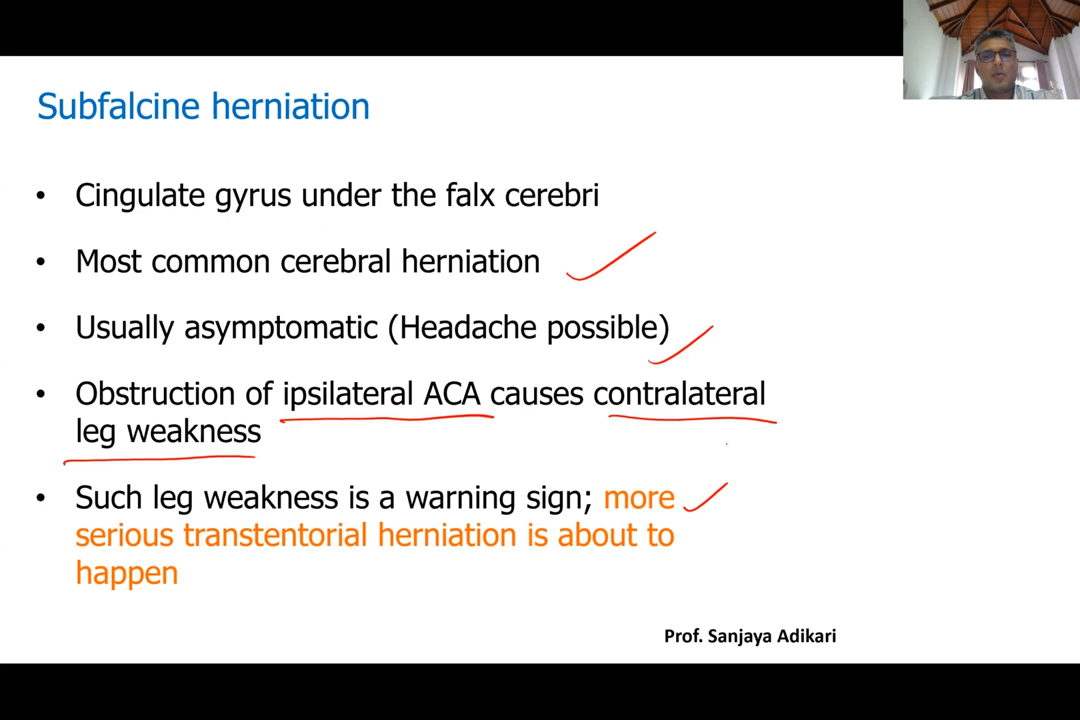 Subfalcine herniation
• Cingulate gyrus under the falx cerebri
• Most common cerebral herniation
• Usually asymptomatic (Headache possible)
• Obstruction of ipsilateral ACA causes contralateral
leg weakness
• Such leg weakness is a warning sign; more
serious transtentorial herniation is about to
happen
Prof. Sanjaya Adikari